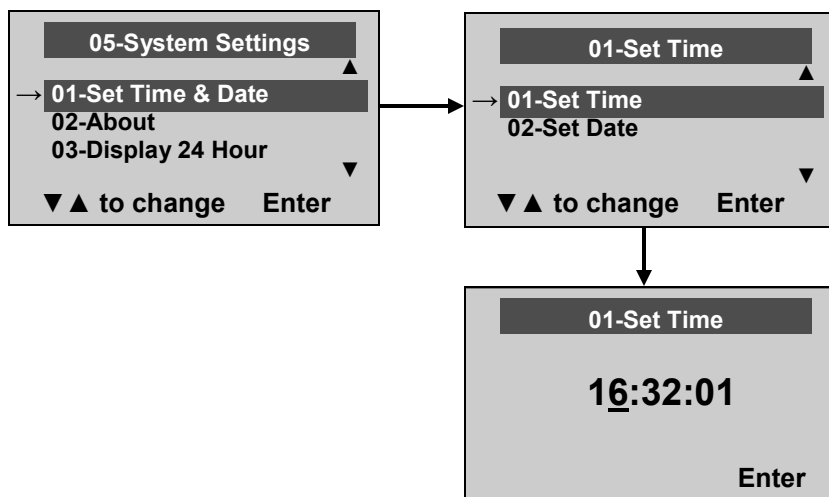 05-System Settings
▲
→ 01-Set Time & Date
02-About
03-Display 24 Hour
▼
▼▲ to change Enter
01-Set Time
▲
→ 01-Set Time
02-Set Date
▼
▼▲ to change Enter
01-Set Time
16:32:01
Enter